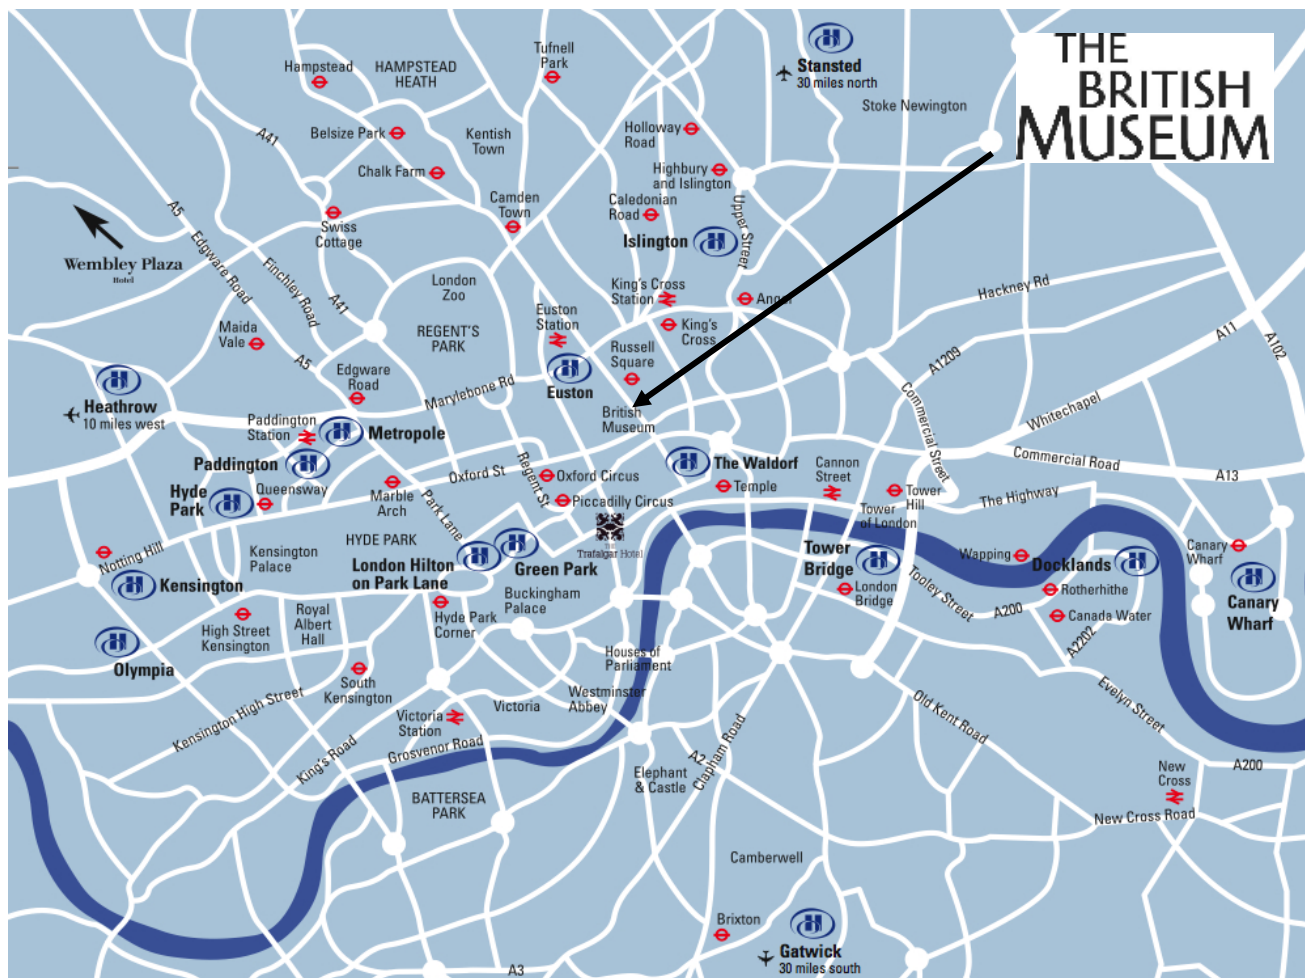 THE
BRITISH
MUSEUM
Stansted
30 miles north
Tufnell
Park
Hampstead
HAMPSTEAD
HEATH
Stoke Newington
A41
Belsize Park
Kentish
Town
Holloway
Road
Chalk Farm
Highbury
and Islington
A5
Camden
Town
Caledonian
Road
Upper Street
Swiss
Cottage
Islington
Wembley Plaza
Hotel
Edgware Road
Finchley Road
London
Zoo
King's Cross
Station
Hackney Rd
A41
Angel
Euston
Station
King's
Cross
Maida
Vale
REGENT'S
PARK
A11
A102
Russell
Square
A5
A1209
Edgware
Road
Euston
Heathrow
10 miles west
Marylebone Rd
Commercial Street
Whitechapel
British
Museum
Paddington
Station
Metropole
Commercial Road
Paddington
Oxford St
Regent St
The Waldorf
Cannon
Street
A13
Oxford Circus
Hyde
Park
Queensway
Marble
Arch
Park Lane
Temple
Tower
Hill
The Highway
Piccadilly Circus
Tower
of London
Notting Hill
HYDE PARK
THE
Trafalgar Hotel
Kensington
Palace
London Hilton
on Park Lane
Green Park
Tower
Bridge
Wapping
Docklands
Canary
Wharf
Kensington
Buckingham
Palace
London
Bridge
Tooley Street
Rotherhithe
Canary
Wharf
Royal
Albert
Hall
Hyde Park
Corner
A200
Canada Water
High Street
Kensington
A2202
Olympia
Houses of
Parliament
South
Kensington
Westminster
Abbey
Evelyn Street
Kensington High Street
Victoria
Old Kent Road
Victoria
Station
King's Road
Grosvenor Road
A2
Clapham Road
Elephant
& Castle
A200
New
Cross
BATTERSEA
PARK
New Cross Road
Camberwell
Brixton
Gatwick
30 miles south
A3